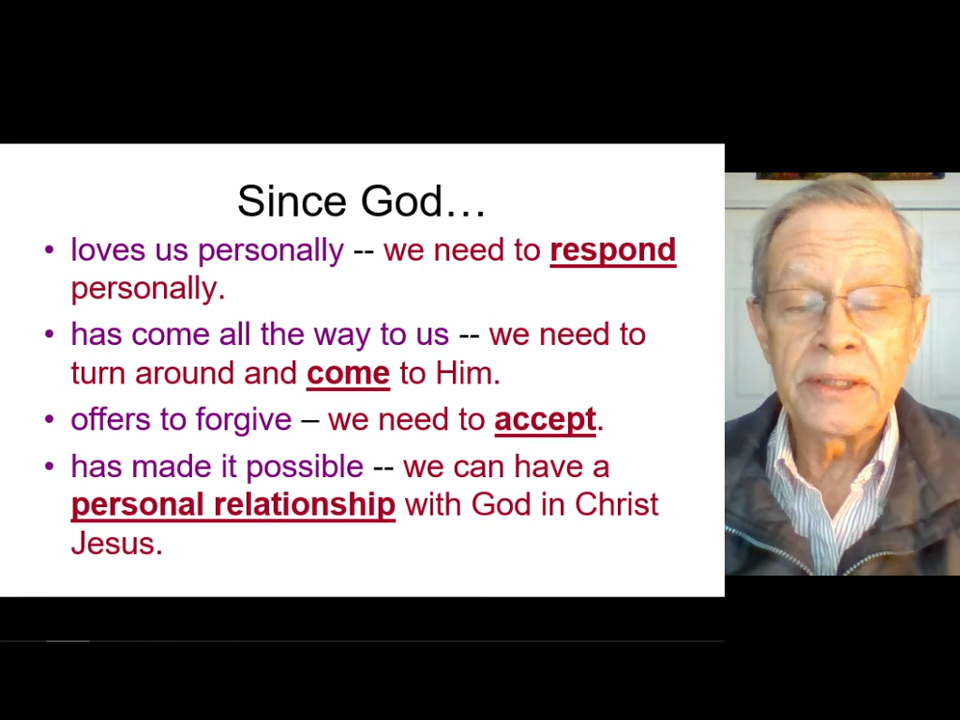 Since God…
• loves us personally -- we need to respond
personally.
• has come all the way to us -- we need to
turn around and come to Him.
• offers to forgive – we need to accept.
• has made it possible -- we can have a
personal relationship with God in Christ
Jesus.